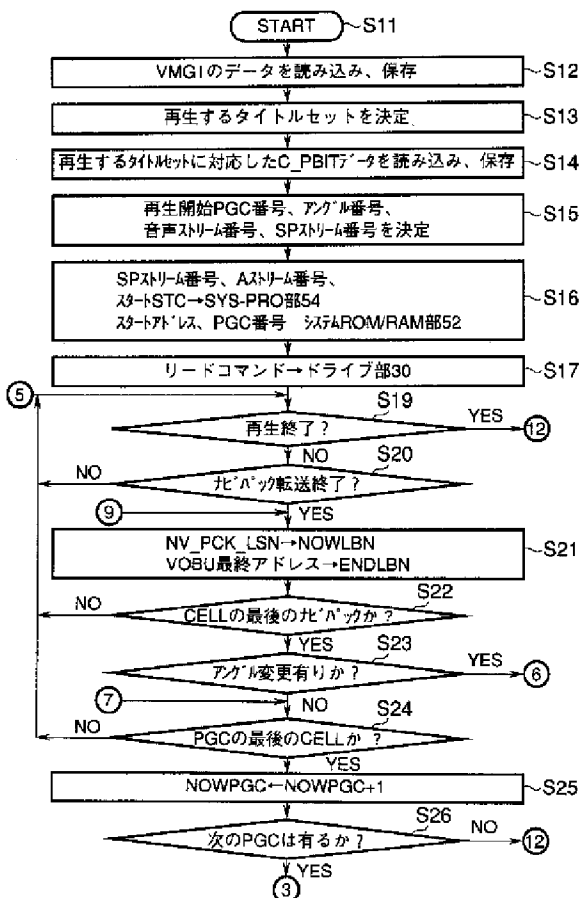 START
S11
VMGIのデータを読み込み、保存
S12
再生するタイトルセットを決定
S13
再生するﾀｲﾄﾙｾｯﾄに対応したC_PBITデータを読み込み、保存
S14
再生開始PGC番号、ｱﾝｸﾞﾙ番号、
音声ストリーム番号、SPｽﾄﾘｰﾑ番号を決定
S15
SPｽﾄﾘｰﾑ番号、Aｽﾄﾘｰﾑ番号、
ｽﾀｰﾄSTC→SYS-PRO部54
ｽﾀｰﾄｱﾄﾞﾚｽ、PGC番号 ｼｽﾃﾑROM/RAM部52
S16
リードコマンド→ドライブ部30
S17
⑤
S19
再生終了？
YES
⑫
NO
S20
ﾅﾋﾞﾊﾟｯｸ転送終了？
NO
⑨
YES
NV_PCK_LSN→NOWLBN
VOBU最終アドレス→ENDLBN
S21
S22
CELLの最後のﾅﾋﾞﾊﾟｯｸか？
NO
YES
S23
ｱﾝｸﾞﾙ変更有りか？
YES
⑥
⑦
NO
S24
PGCの最後のCELLか？
NO
YES
NOWPGC←NOWPGC+1
S25
S26
次のPGCは有るか？
NO
⑫
YES
③